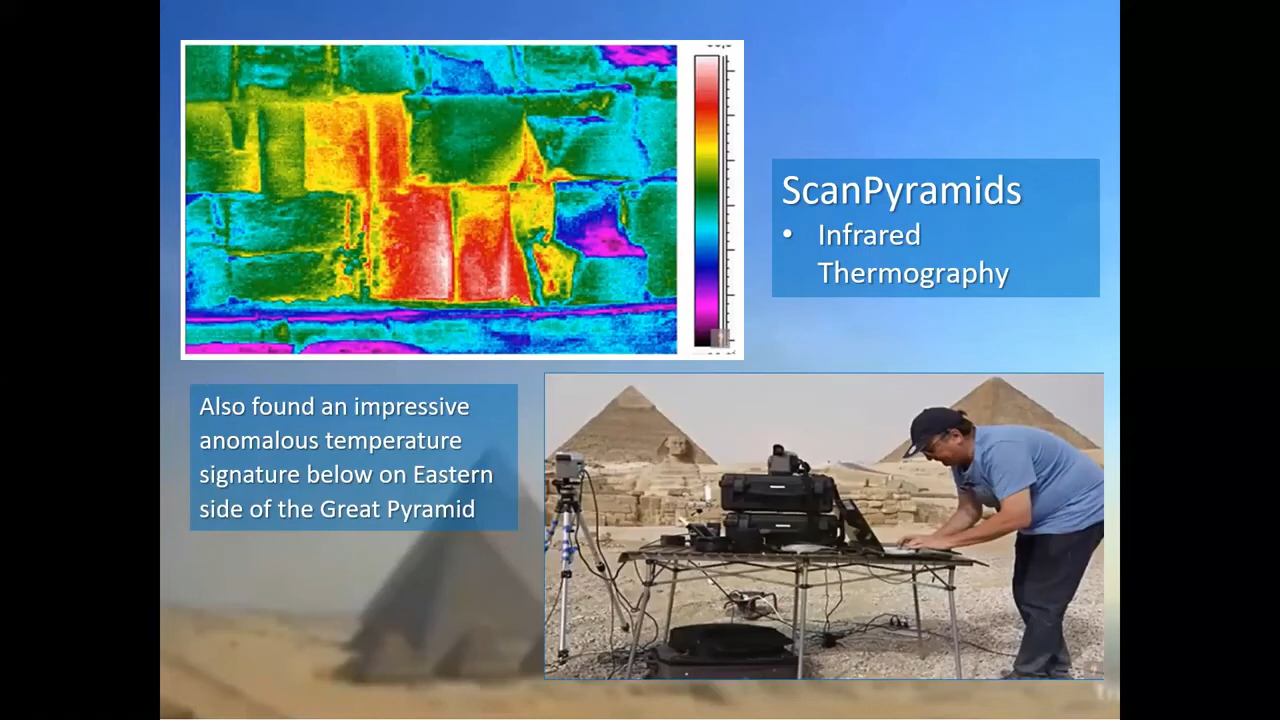 ScanPyramids
• Infrared
Thermography
Also found an impressive
anomalous temperature
signature below on Eastern
side of the Great Pyramid